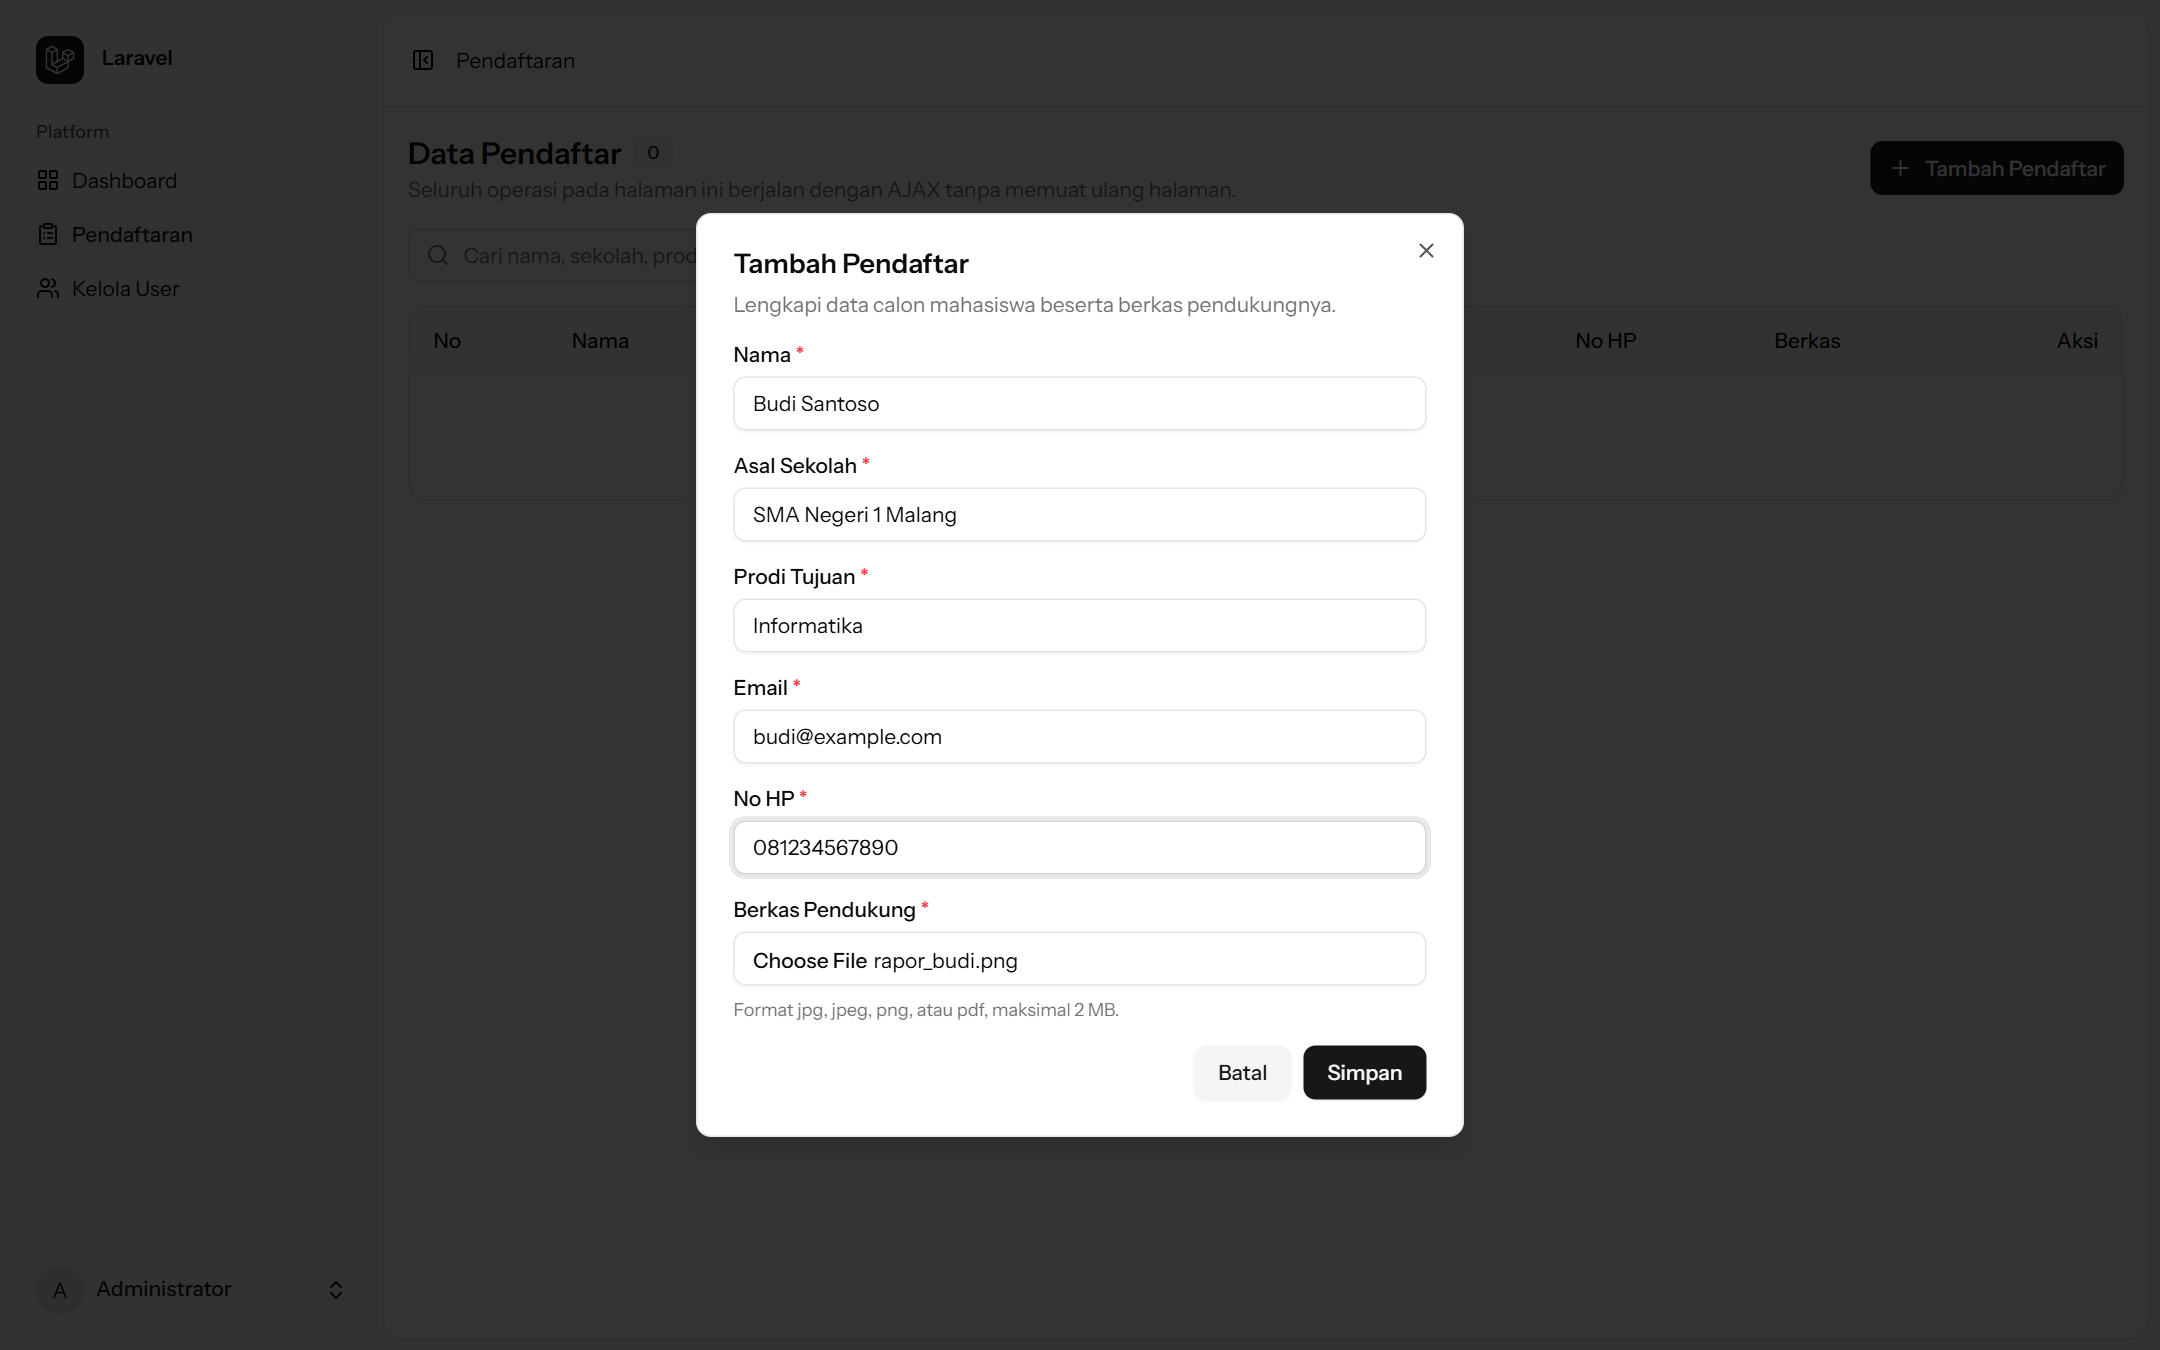 Laravel
Platform
Dashboard
Pendaftaran
Kelola User
A Administrator
Pendaftaran
Data Pendaftar 0
Seluruh operasi pada halaman ini berjalan dengan AJAX tanpa memuat ulang halaman.
+ Tambah Pendaftar
Cari nama, sekolah, prod
No Nama No HP Berkas Aksi
Tambah Pendaftar
Lengkapi data calon mahasiswa beserta berkas pendukungnya.
Nama *
Budi Santoso
Asal Sekolah *
SMA Negeri 1 Malang
Prodi Tujuan *
Informatika
Email *
budi@example.com
No HP *
081234567890
Berkas Pendukung *
Choose File rapor_budi.png
Format jpg, jpeg, png, atau pdf, maksimal 2 MB.
Batal Simpan